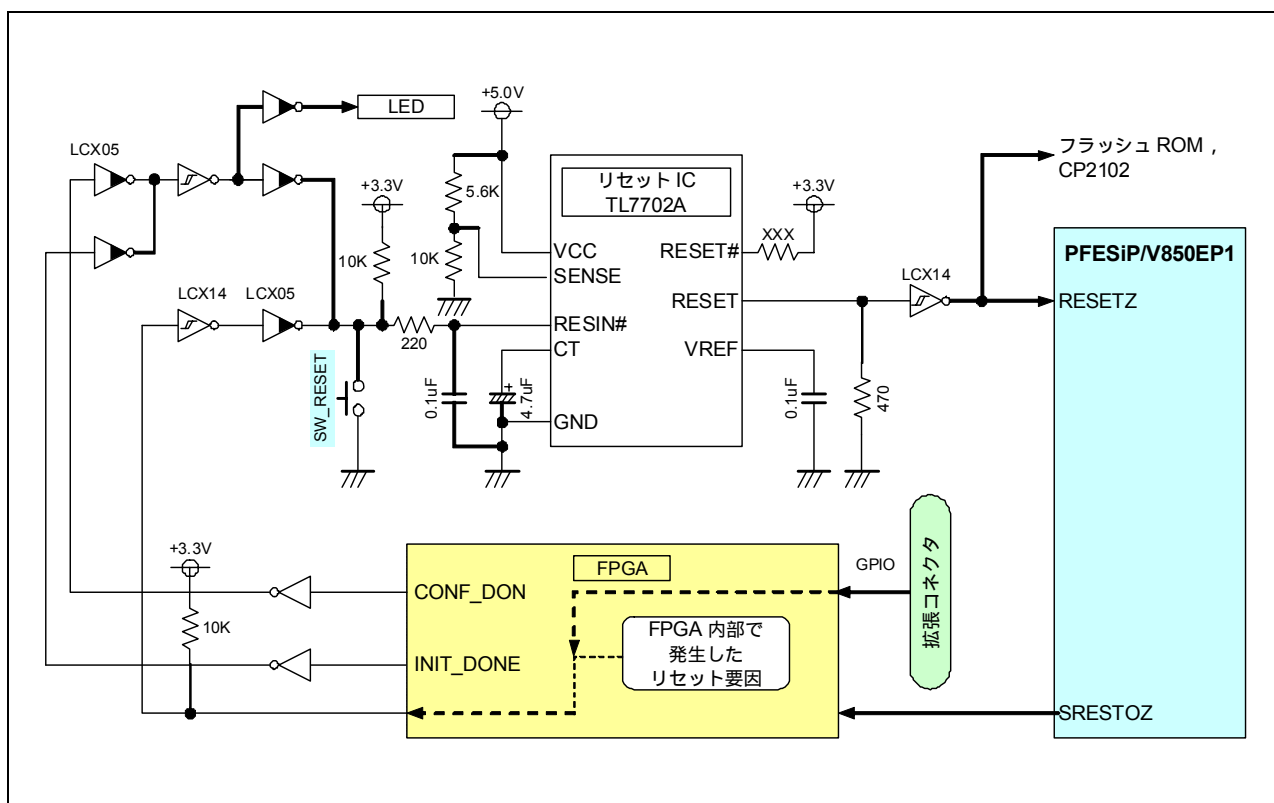 LED
+5.0V
LCX05
フラッシュ ROM ,
CP2102
リセット IC
TL7702A
+3.3V
5.6K
+3.3V
XXX
PFESiP/V850EP1
VCC
RESET#
10K
10K
SENSE
LCX14
LCX14
LCX05
RESET
RESETZ
RESIN#
220
CT
VREF
SW_RESET
0.1uF
+
4.7uF
0.1uF
470
GND
+3.3V
FPGA
GPIO
拡張コネクタ
CONF_DON
10K
FPGA 内部で
発生した
リセット要因
INIT_DONE
SRESTOZ